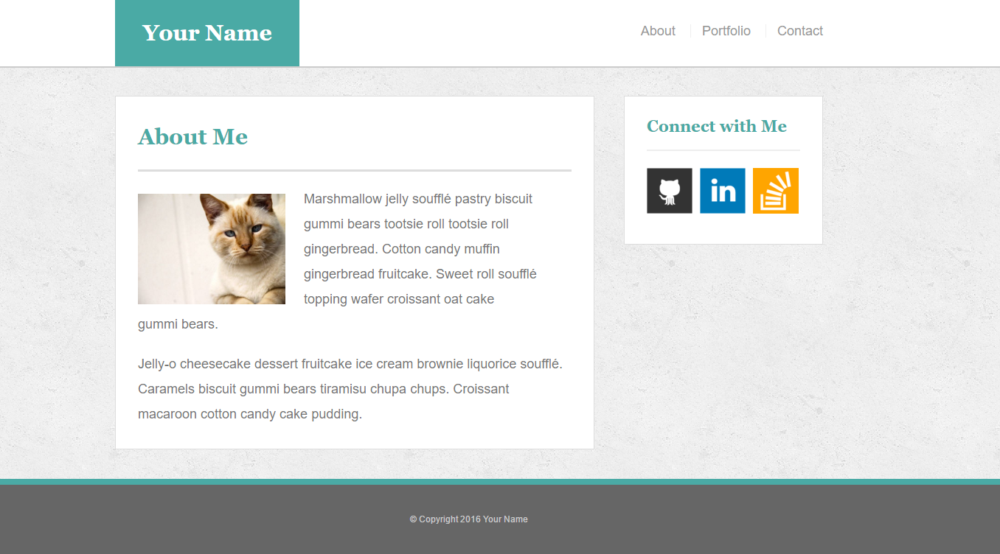 Your Name
About
Portfolio
Contact
About Me
Marshmallow jelly soufflé pastry biscuit
gummi bears tootsie roll tootsie roll
gingerbread. Cotton candy muffin
gingerbread fruitcake. Sweet roll soufflé
topping wafer croissant oat cake
gummi bears.
Jelly-o cheesecake dessert fruitcake ice cream brownie liquorice soufflé.
Caramels biscuit gummi bears tiramisu chupa chups. Croissant
macaroon cotton candy cake pudding.
Connect with Me
in
© Copyright 2016 Your Name